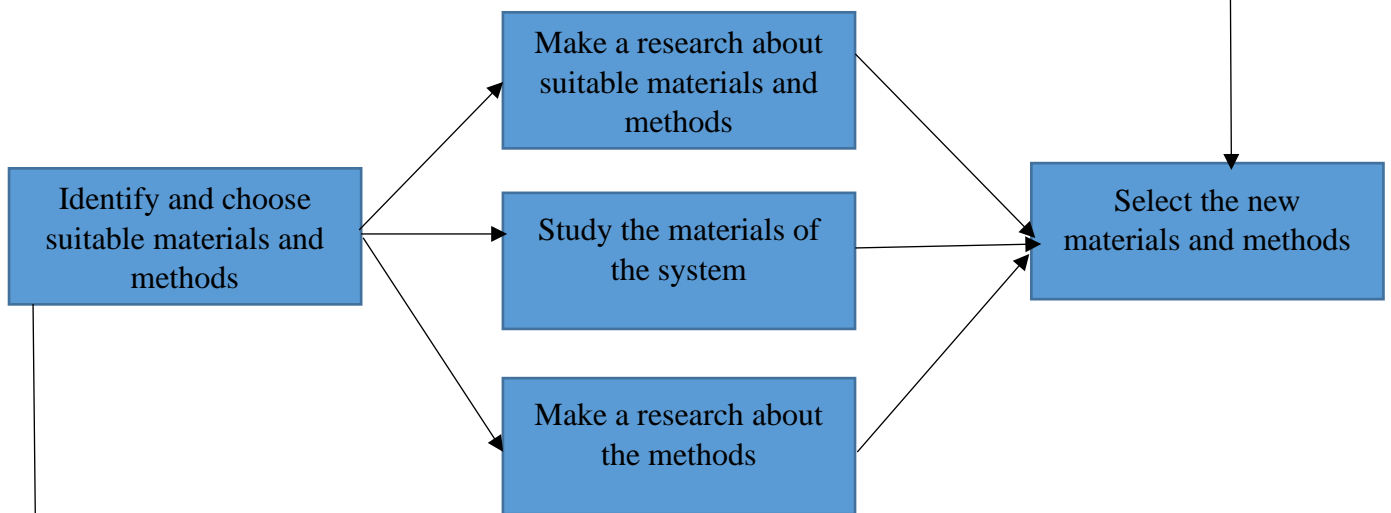 Make a research about
suitable materials and
methods
Identify and choose
suitable materials and
methods
Study the materials of
the system
Select the new
materials and methods
Make a research about
the methods